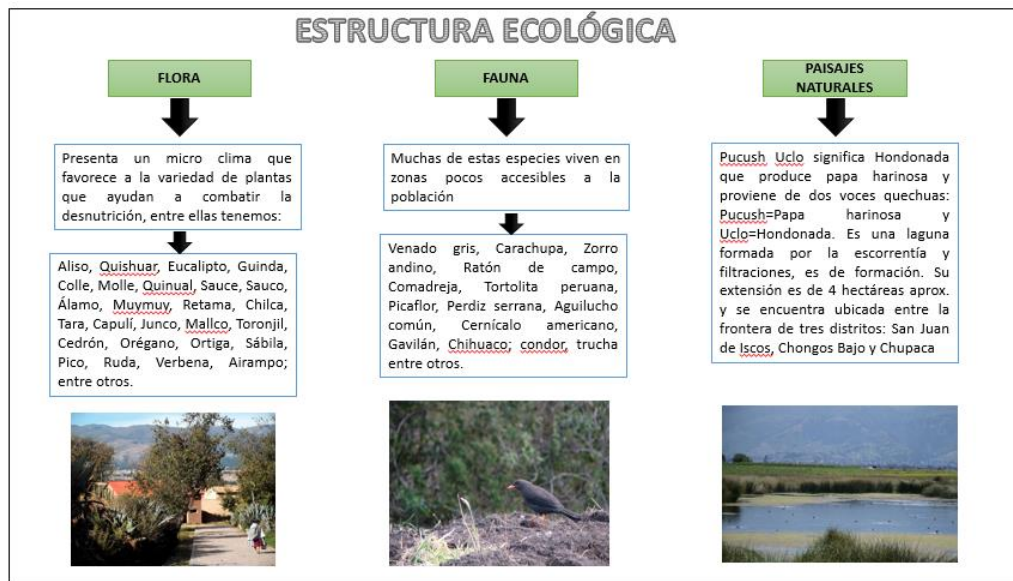 ESTRUCTURA ECOLÓGICA
FLORA
Presenta un micro clima que
favorece a la variedad de plantas
que ayudan a combatir la
desnutrición, entre ellas tenemos:
Aliso, Quishuar, Eucalipto, Guinda,
Colle, Molle, Quinual, Sauce, Sauco,
Álamo, Muymuy, Retama, Chilca,
Tara, Capulí, Junco, Mallco, Toronjil,
Cedrón, Orégano, Ortiga, Sábila,
Pico, Ruda, Verbena, Airampo;
entre otros.
FAUNA
Muchas de estas especies viven en
zonas pocos accesibles a la
población
Venado gris, Carachupa, Zorro
andino, Ratón de campo,
Comadreja, Tortolita peruana,
Picaflor, Perdiz serrana, Aguilucho
común, Cernícalo americano,
Gavilán, Chihuaco; condor, trucha
entre otros.
PAISAJES
NATURALES
Pucush Uclo significa Hondonada
que produce papa harinosa y
proviene de dos voces quechuas:
Pucush=Papa harinosa y
Uclo=Hondonada. Es una laguna
formada por la escorrentía y
filtraciones, es de formación. Su
extensión es de 4 hectáreas aprox.
y se encuentra ubicada entre la
frontera de tres distritos: San Juan
de Iscos, Chongos Bajo y Chupaca